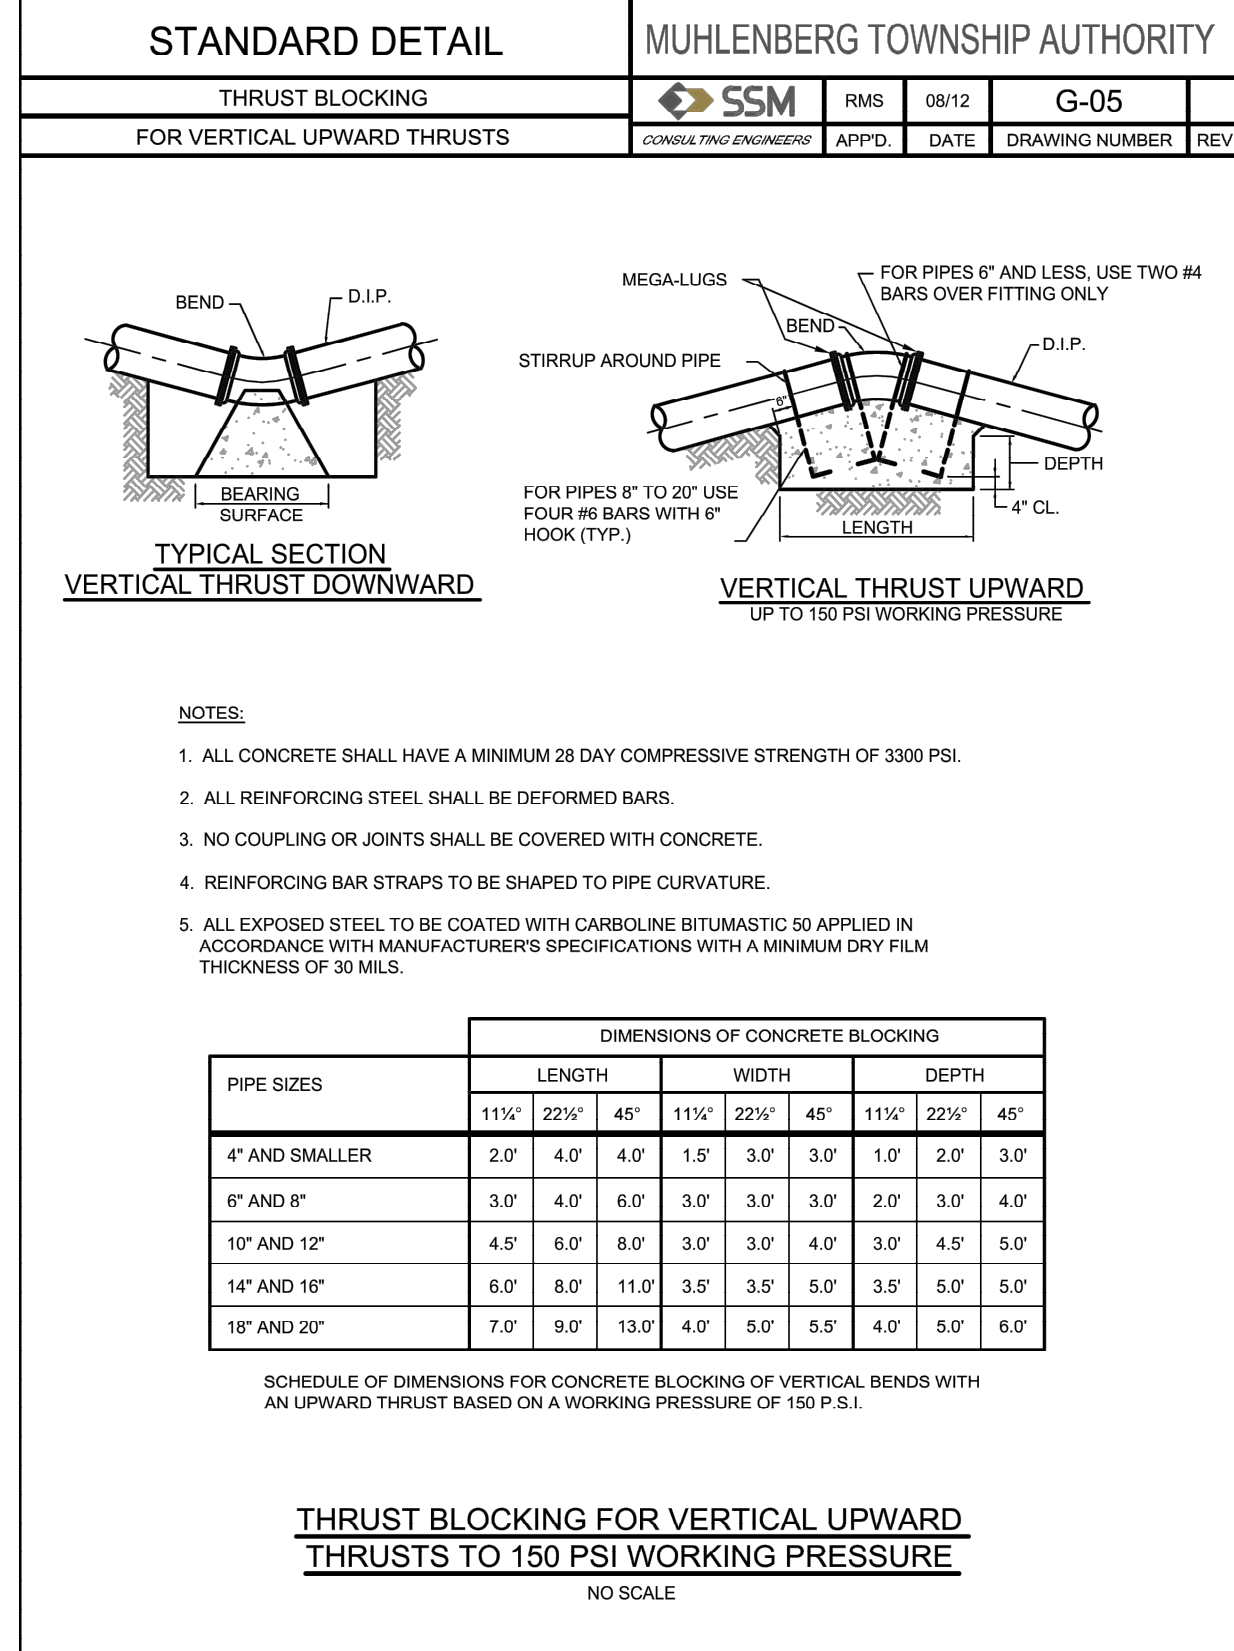 STANDARD DETAIL
MUHLENBERG TOWNSHIP AUTHORITY
THRUST BLOCKING
SSM
RMS
08/12
G-05
FOR VERTICAL UPWARD THRUSTS
CONSULTING ENGINEERS
APP'D.
DATE
DRAWING NUMBER
REV
BEND
D.I.P.
BEARING
SURFACE
TYPICAL SECTION
VERTICAL THRUST DOWNWARD
MEGA-LUGS
FOR PIPES 6" AND LESS, USE TWO #4
BARS OVER FITTING ONLY
BEND
D.I.P.
STIRRUP AROUND PIPE
6"
DEPTH
FOR PIPES 8" TO 20" USE
FOUR #6 BARS WITH 6"
HOOK (TYP.)
4" CL.
LENGTH
VERTICAL THRUST UPWARD
UP TO 150 PSI WORKING PRESSURE
NOTES:
1. ALL CONCRETE SHALL HAVE A MINIMUM 28 DAY COMPRESSIVE STRENGTH OF 3300 PSI.
2. ALL REINFORCING STEEL SHALL BE DEFORMED BARS.
3. NO COUPLING OR JOINTS SHALL BE COVERED WITH CONCRETE.
4. REINFORCING BAR STRAPS TO BE SHAPED TO PIPE CURVATURE.
5. ALL EXPOSED STEEL TO BE COATED WITH CARBOLINE BITUMASTIC 50 APPLIED IN
ACCORDANCE WITH MANUFACTURER'S SPECIFICATIONS WITH A MINIMUM DRY FILM
THICKNESS OF 30 MILS.
DIMENSIONS OF CONCRETE BLOCKING
PIPE SIZES LENGTH WIDTH DEPTH
11¼° 22½° 45° 11¼° 22½° 45° 11¼° 22½° 45°
4" AND SMALLER 2.0' 4.0' 4.0' 1.5' 3.0' 3.0' 1.0' 2.0' 3.0'
6" AND 8" 3.0' 4.0' 6.0' 3.0' 3.0' 3.0' 2.0' 3.0' 4.0'
10" AND 12" 4.5' 6.0' 8.0' 3.0' 3.0' 4.0' 3.0' 4.5' 5.0'
14" AND 16" 6.0' 8.0' 11.0' 3.5' 3.5' 5.0' 3.5' 5.0' 5.0'
18" AND 20" 7.0' 9.0' 13.0' 4.0' 5.0' 5.5' 4.0' 5.0' 6.0'
SCHEDULE OF DIMENSIONS FOR CONCRETE BLOCKING OF VERTICAL BENDS WITH
AN UPWARD THRUST BASED ON A WORKING PRESSURE OF 150 P.S.I.
THRUST BLOCKING FOR VERTICAL UPWARD
THRUSTS TO 150 PSI WORKING PRESSURE
NO SCALE